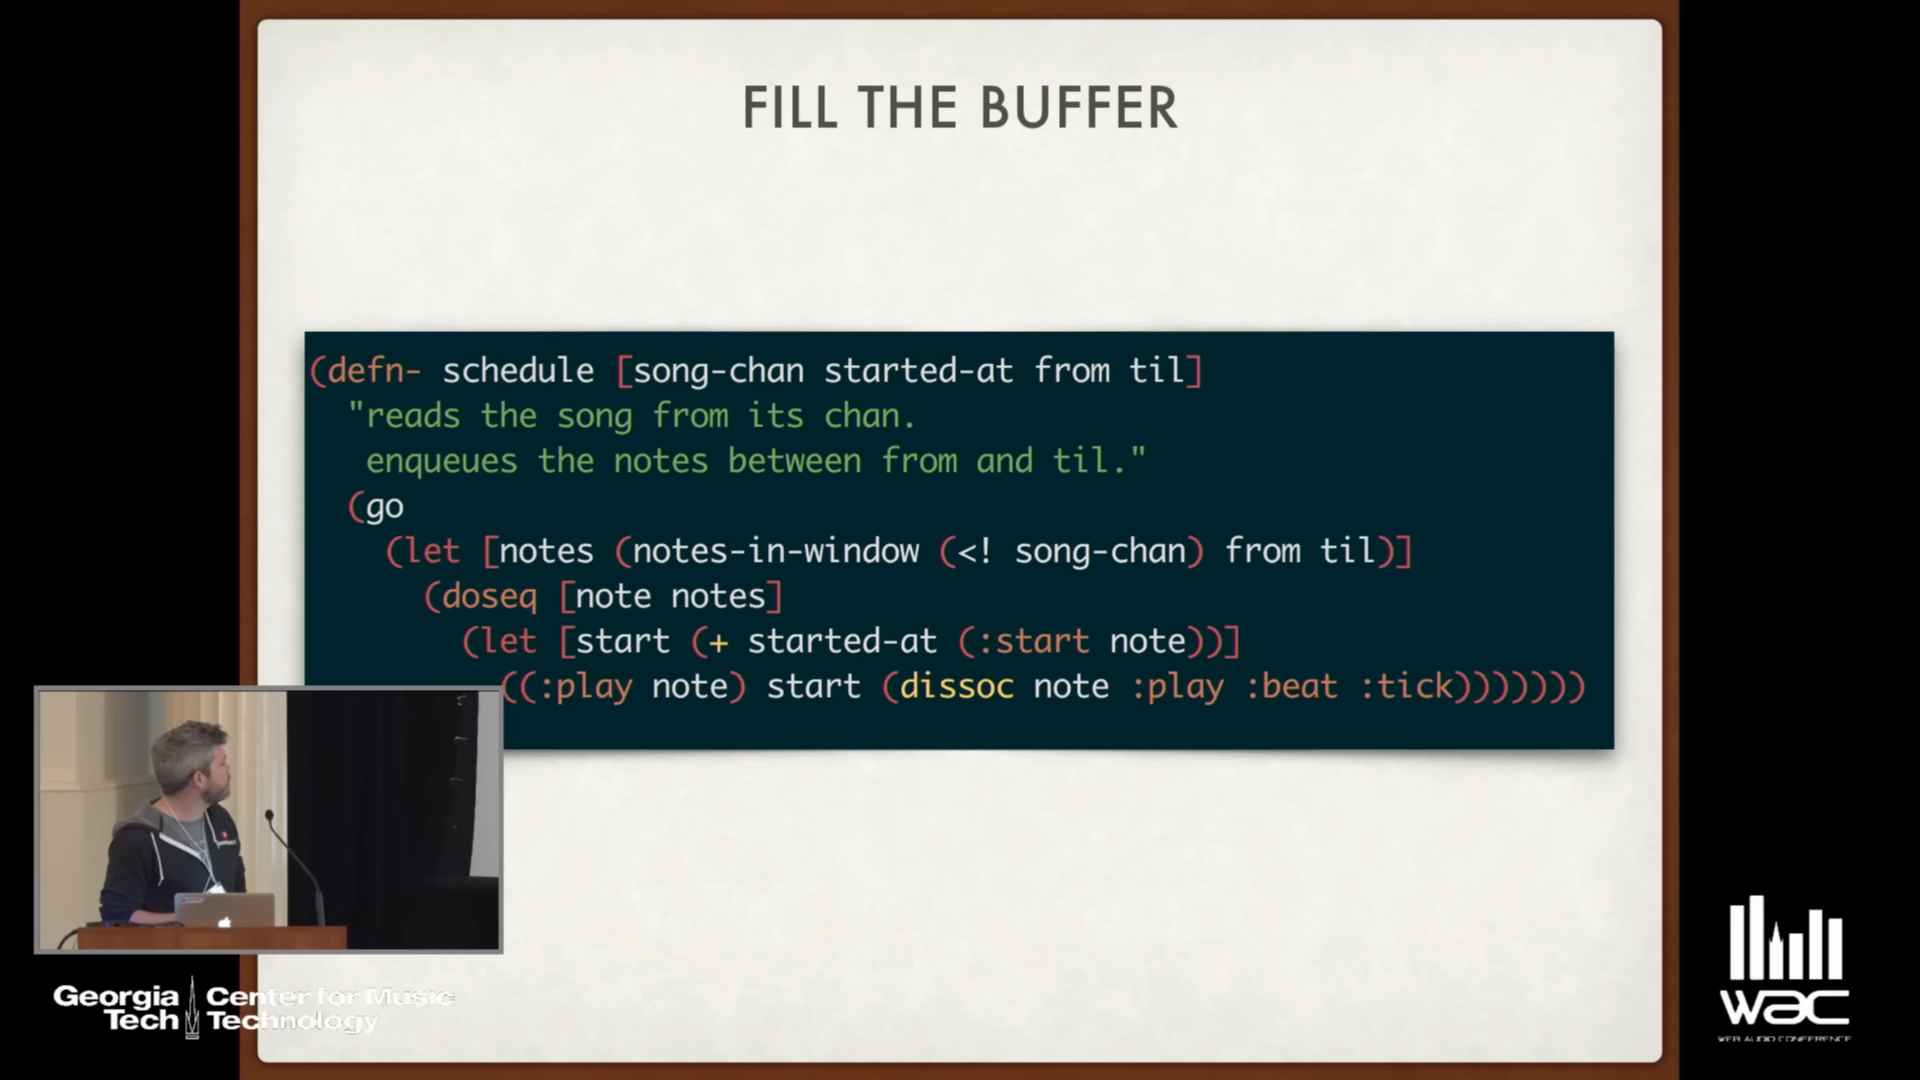 FILL THE BUFFER
(defn- schedule [song-chan started-at from til]
"reads the song from its chan.
enqueues the notes between from and til."
(go
(let [notes (notes-in-window (<! song-chan) from til)]
(doseq [note notes]
(let [start (+ started-at (:start note))]
((:play note) start (dissoc note :play :beat :tick)))))))
Georgia Tech
Center for Music Technology
wac
WEB AUDIO CONFERENCE